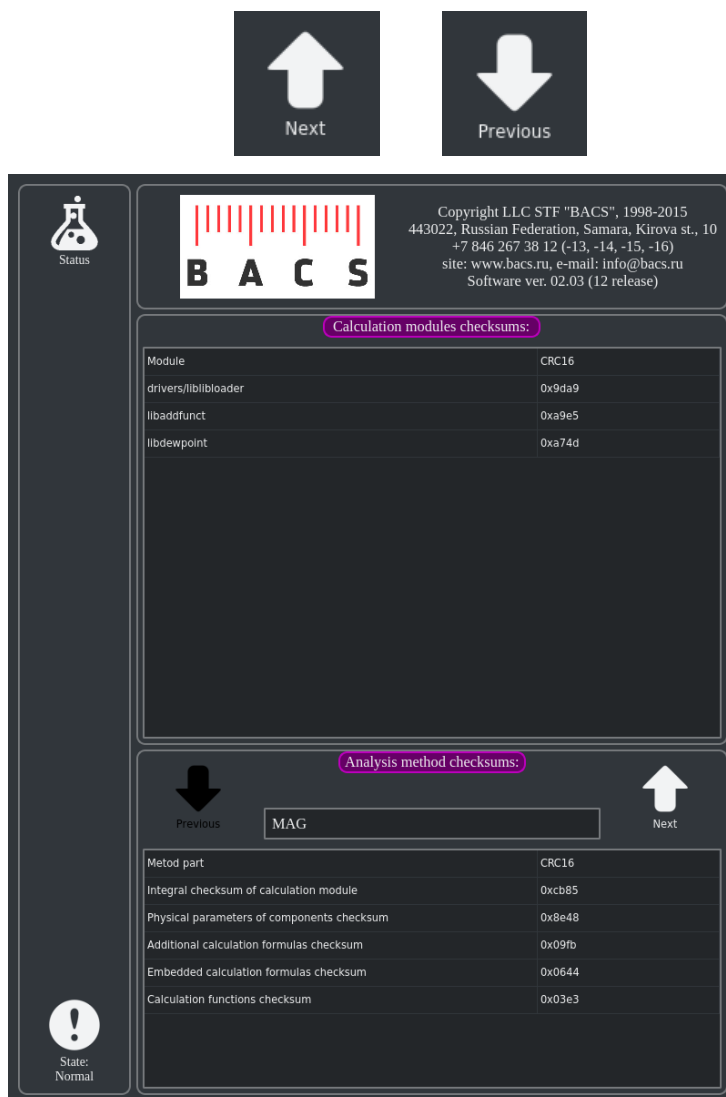 Next
Previous
Status
B A C S
Copyright LLC STF "BACS", 1998-2015
443022, Russian Federation, Samara, Kirova st., 10
+7 846 267 38 12 (-13, -14, -15, -16)
site: www.bacs.ru, e-mail: info@bacs.ru
Software ver. 02.03 (12 release)
Calculation modules checksums:
Module CRC16
drivers/liblibloader 0x9da9
libaddfunct 0xa9e5
libdewpoint 0xa74d
Analysis method checksums:
Previous
MAG
Next
Metod part CRC16
Integral checksum of calculation module 0xcb85
Physical parameters of components checksum 0x8e48
Additional calculation formulas checksum 0x09fb
Embedded calculation formulas checksum 0x0644
Calculation functions checksum 0x03e3
State:
Normal